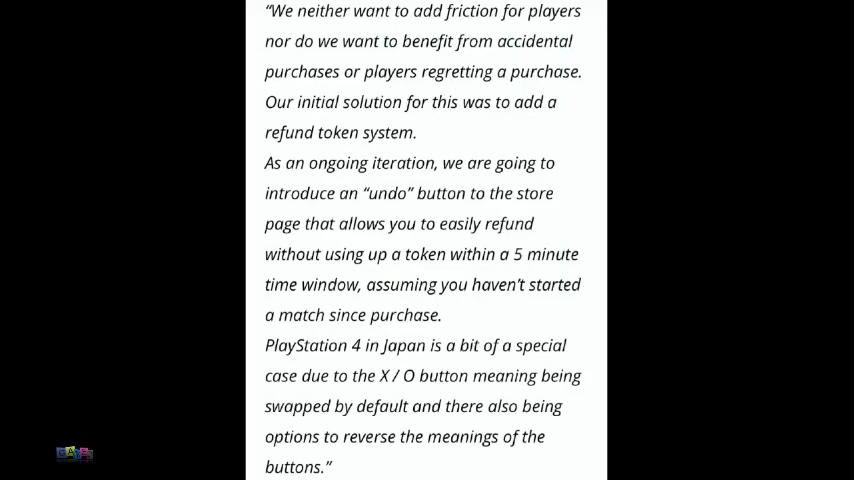 “We neither want to add friction for players
nor do we want to benefit from accidental
purchases or players regretting a purchase.
Our initial solution for this was to add a
refund token system.
As an ongoing iteration, we are going to
introduce an “undo” button to the store
page that allows you to easily refund
without using up a token within a 5 minute
time window, assuming you haven’t started
a match since purchase.
PlayStation 4 in Japan is a bit of a special
case due to the X / O button meaning being
swapped by default and there also being
options to reverse the meanings of the
buttons.”